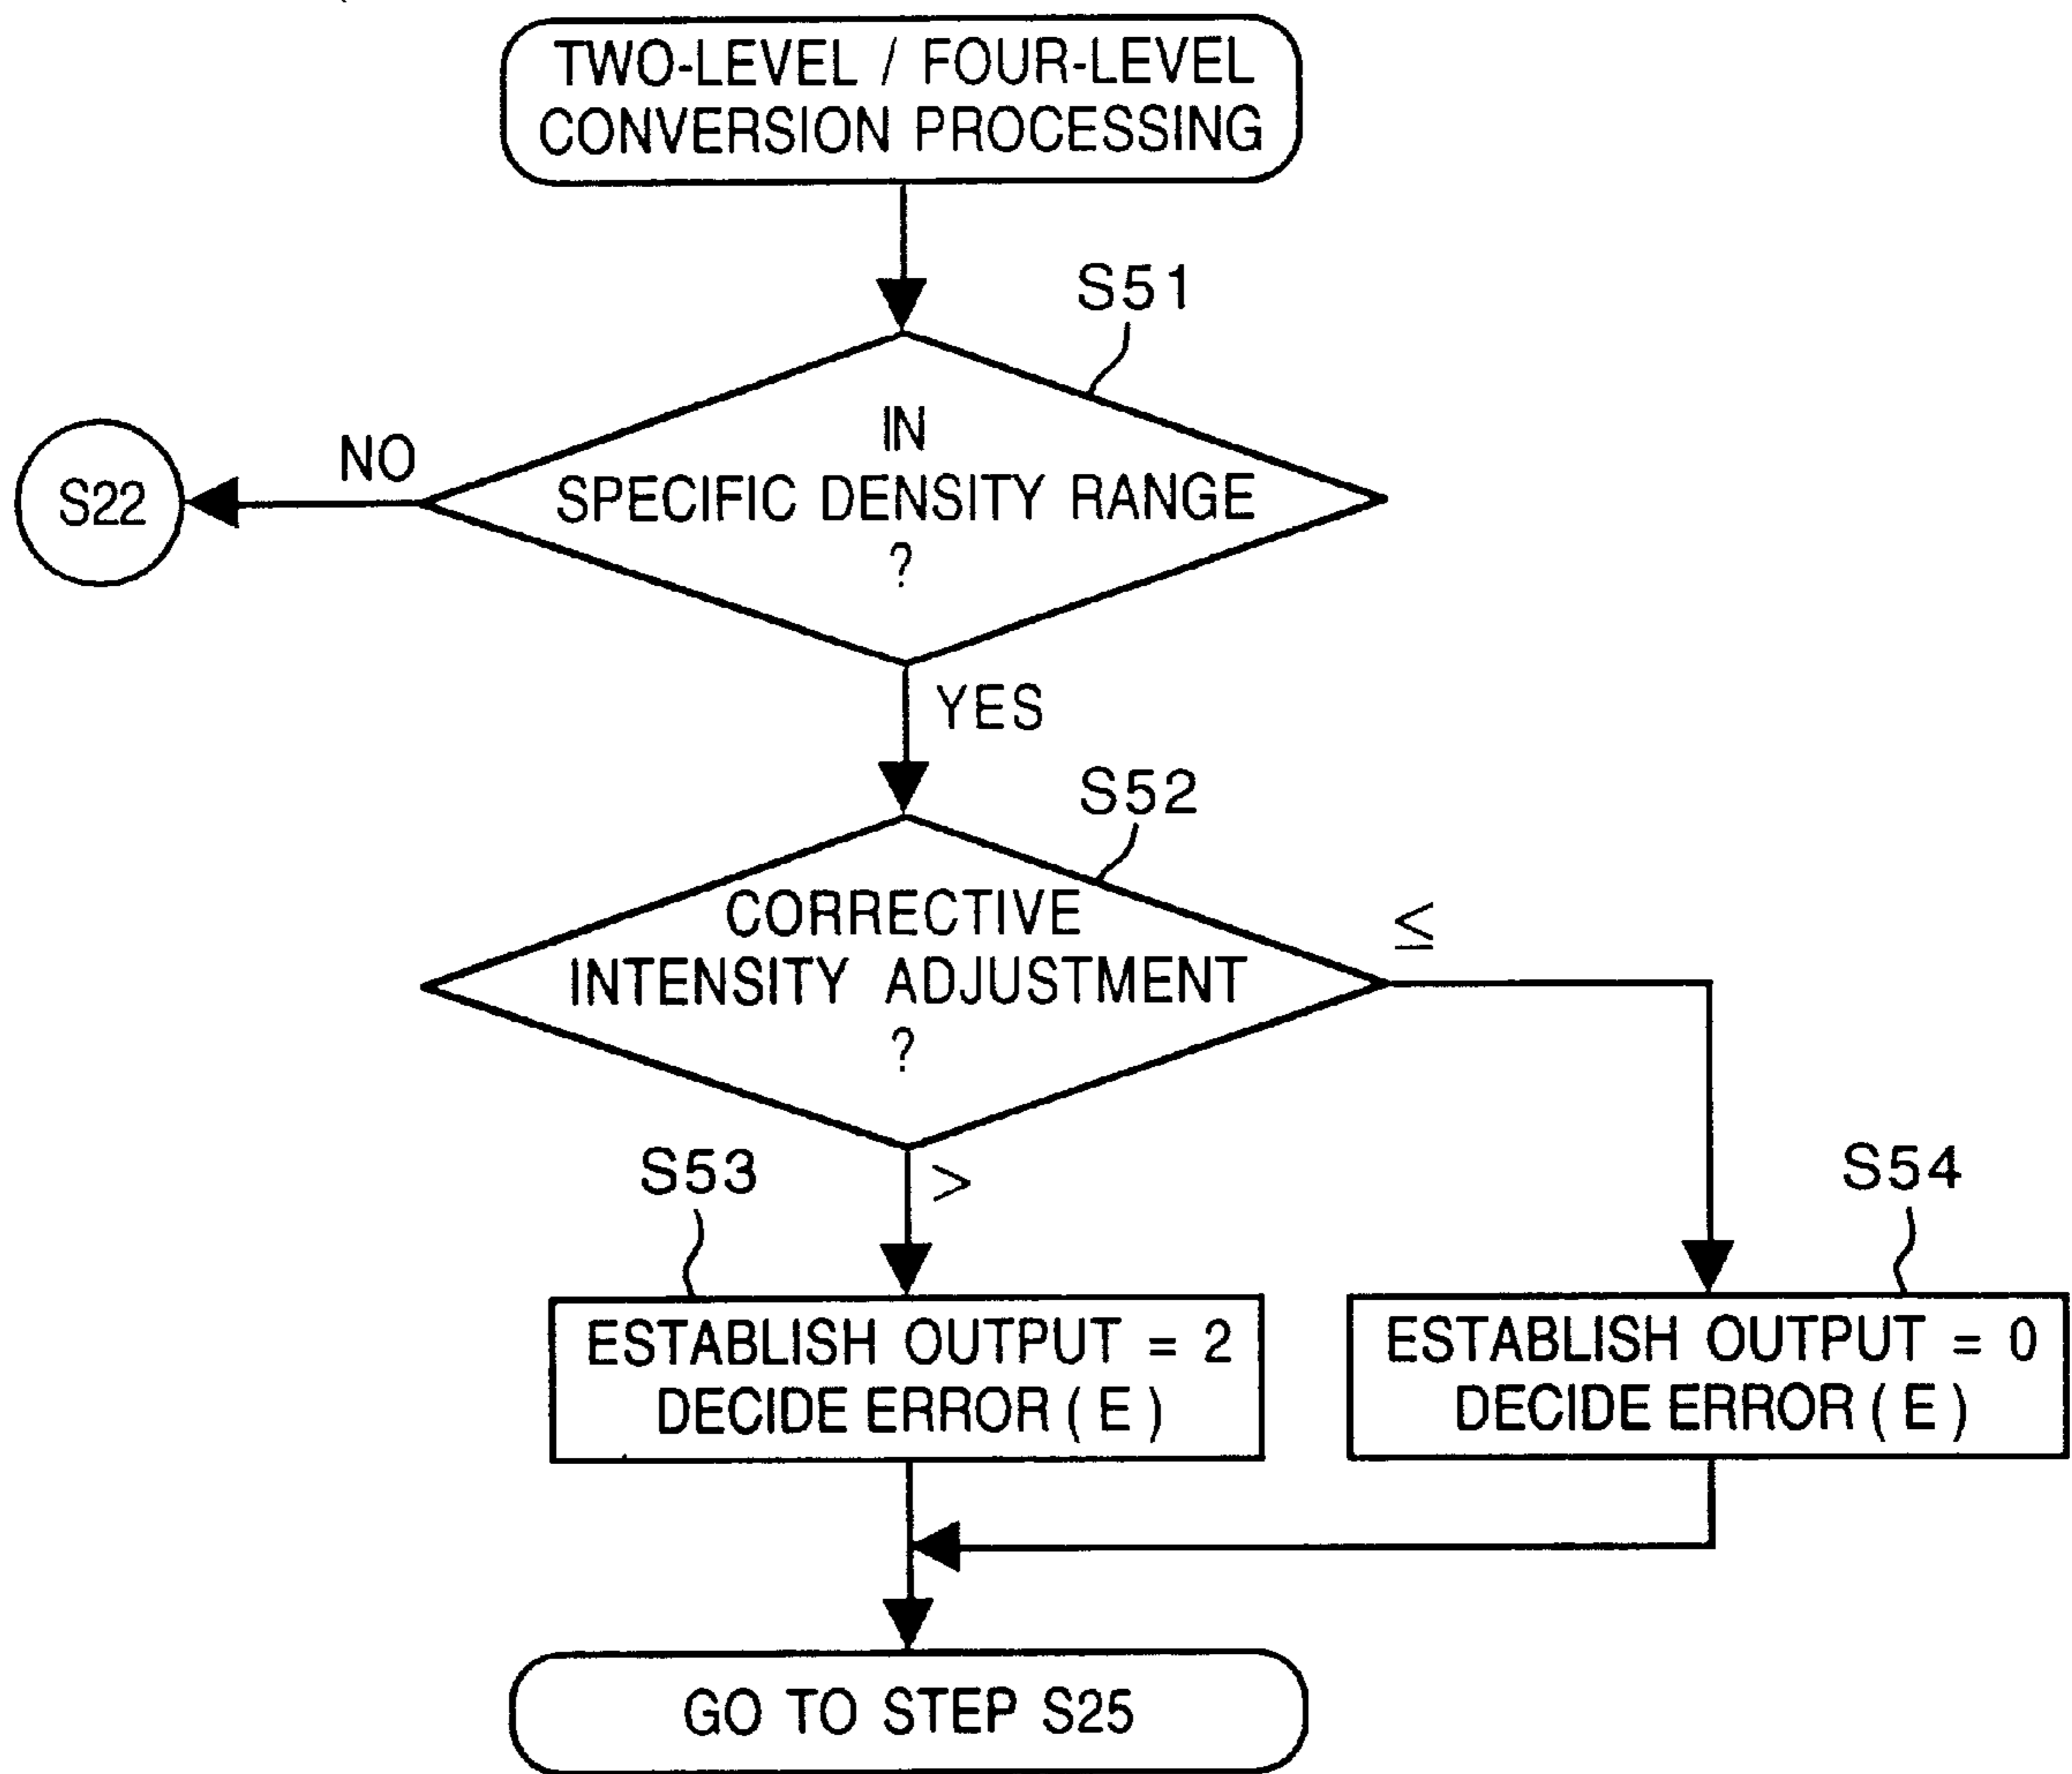 TWO-LEVEL / FOUR-LEVEL
CONVERSION PROCESSING
S51
IN
SPECIFIC DENSITY RANGE
?
NO
S22
YES
S52
CORRECTIVE
INTENSITY ADJUSTMENT
?
≤
>
S53
S54
ESTABLISH OUTPUT = 2
DECIDE ERROR ( E )
ESTABLISH OUTPUT = 0
DECIDE ERROR ( E )
GO TO STEP S25